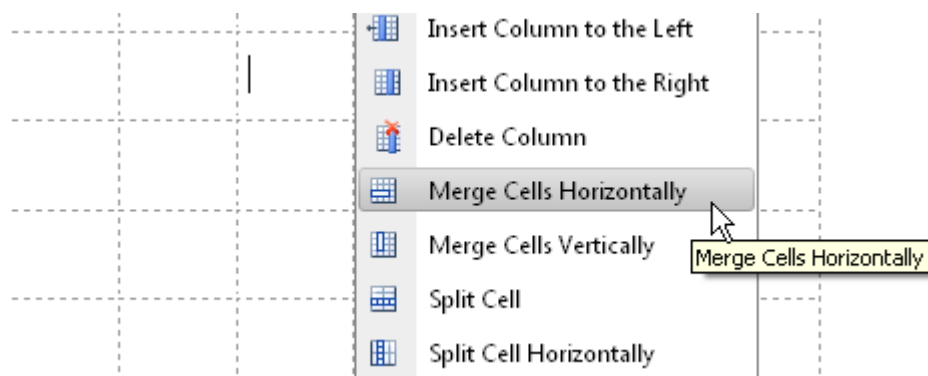 Insert Column to the Left
Insert Column to the Right
Delete Column
Merge Cells Horizontally
Merge Cells Vertically
Merge Cells Horizontally
Split Cell
Split Cell Horizontally